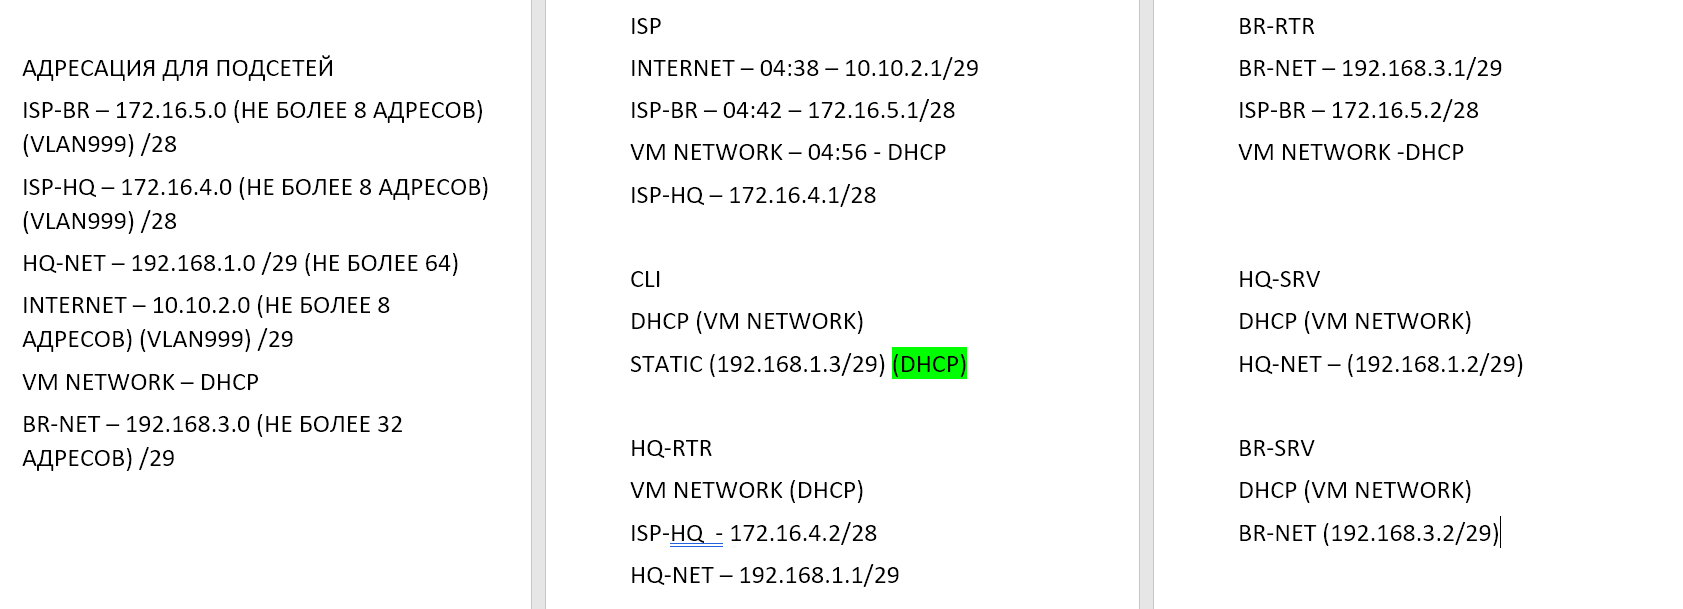 АДРЕСАЦИЯ ДЛЯ ПОДСЕТЕЙ
ISP-BR – 172.16.5.0 (НЕ БОЛЕЕ 8 АДРЕСОВ)
(VLAN999) /28
ISP-HQ – 172.16.4.0 (НЕ БОЛЕЕ 8 АДРЕСОВ)
(VLAN999) /28
HQ-NET – 192.168.1.0 /29 (НЕ БОЛЕЕ 64)
INTERNET – 10.10.2.0 (НЕ БОЛЕЕ 8
АДРЕСОВ) (VLAN999) /29
VM NETWORK – DHCP
BR-NET – 192.168.3.0 (НЕ БОЛЕЕ 32
АДРЕСОВ) /29
ISP
INTERNET – 04:38 – 10.10.2.1/29
ISP-BR – 04:42 – 172.16.5.1/28
VM NETWORK – 04:56 - DHCP
ISP-HQ – 172.16.4.1/28
CLI
DHCP (VM NETWORK)
STATIC (192.168.1.3/29) (DHCP)
HQ-RTR
VM NETWORK (DHCP)
ISP-HQ - 172.16.4.2/28
HQ-NET – 192.168.1.1/29
BR-RTR
BR-NET – 192.168.3.1/29
ISP-BR – 172.16.5.2/28
VM NETWORK -DHCP
HQ-SRV
DHCP (VM NETWORK)
HQ-NET – (192.168.1.2/29)
BR-SRV
DHCP (VM NETWORK)
BR-NET (192.168.3.2/29)